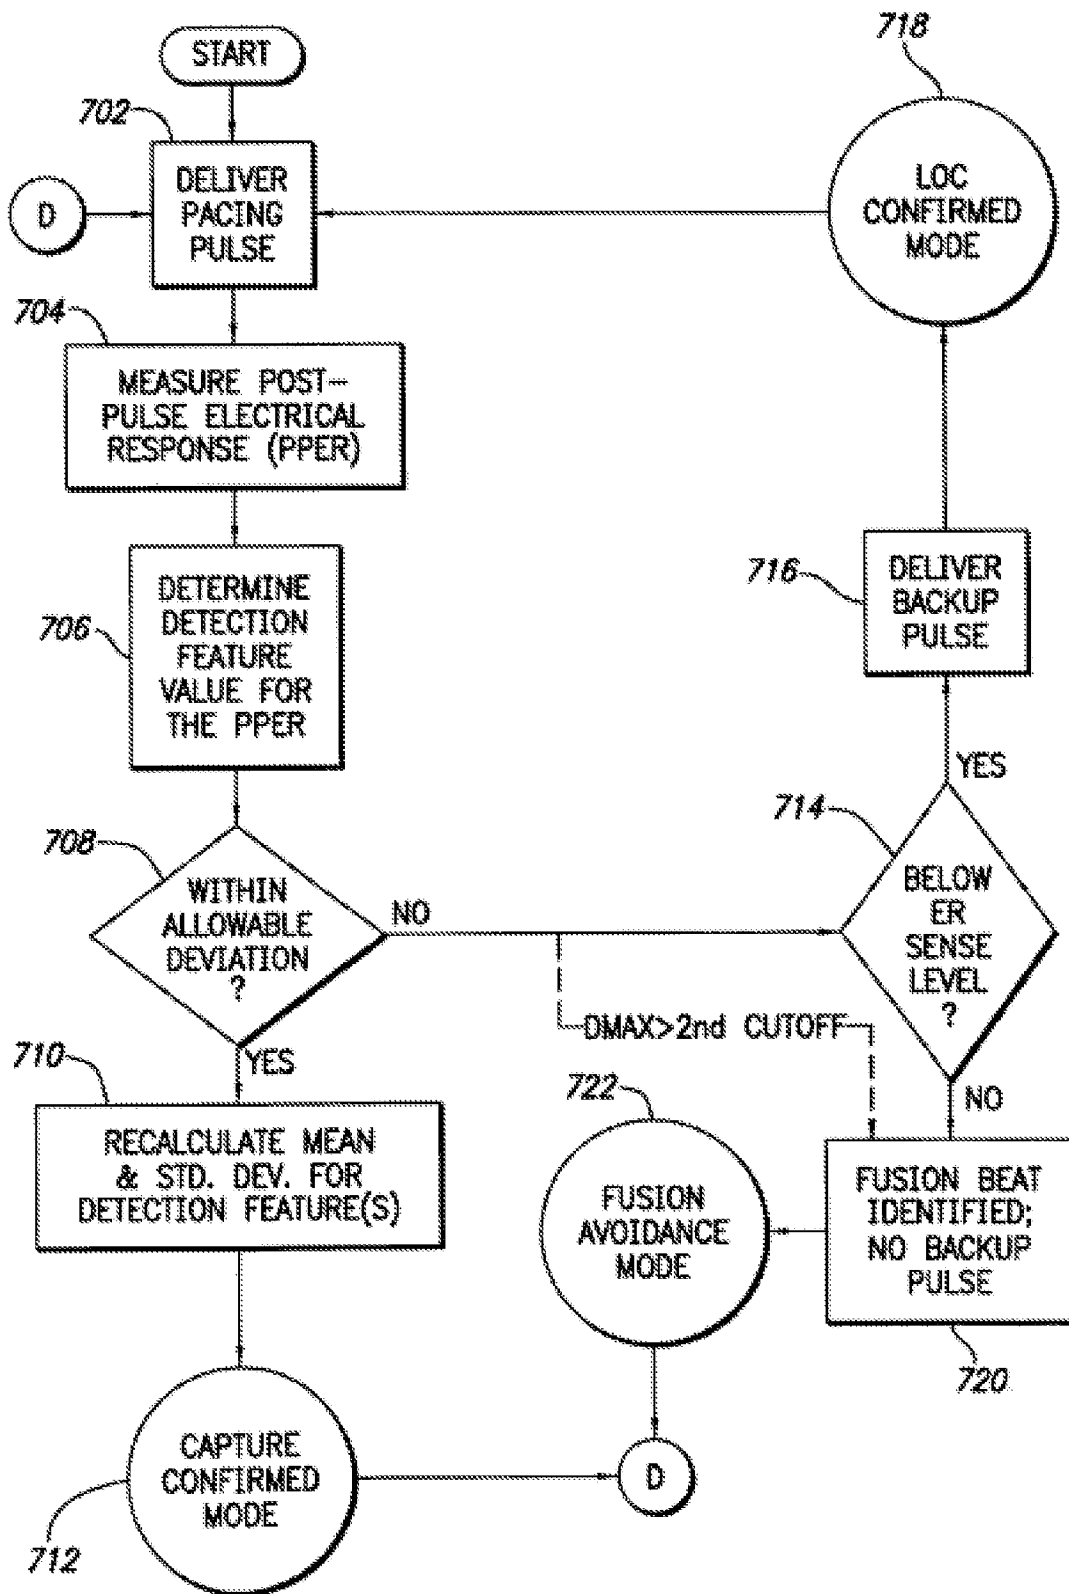 START
702
DELIVER
PACING
PULSE
D
718
LOC
CONFIRMED
MODE
704
MEASURE POST-
PULSE ELECTRICAL
RESPONSE (PPER)
706
DETERMINE
DETECTION
FEATURE
VALUE FOR
THE PPER
716
DELIVER
BACKUP
PULSE
YES
708
WITHIN
ALLOWABLE
DEVIATION
?
NO
714
BELOW
ER
SENSE
LEVEL
?
DMAX>2nd CUTOFF
YES
NO
710
RECALCULATE MEAN
& STD. DEV. FOR
DETECTION FEATURE(S)
722
FUSION
AVOIDANCE
MODE
FUSION BEAT
IDENTIFIED;
NO BACKUP
PULSE
720
CAPTURE
CONFIRMED
MODE
712
D